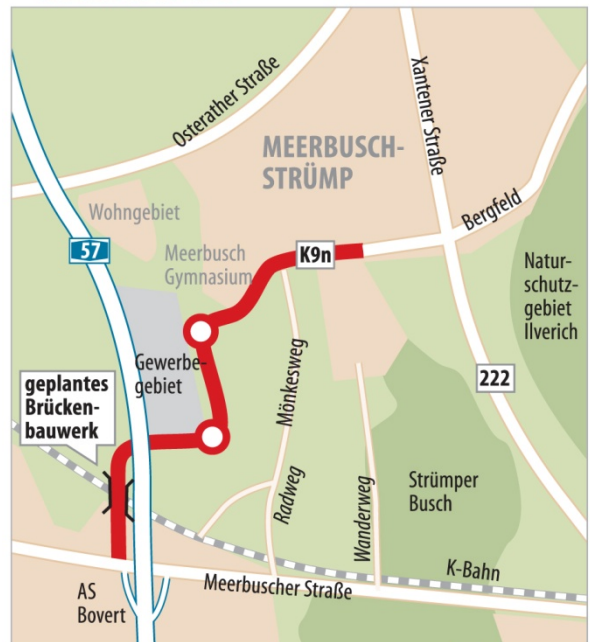 Osterather Straße
Xantener Straße
MEERBUSCH-
STRÜMP
Wohngebiet
Bergfeld
57
Meerbusch
Gymnasium
K9n
Natur-
schutz-
gebiet
Ilverich
Gewerbe-
gebiet
geplantes
Brücken-
bauwerk
Mönkesweg
222
Radweg
Wanderweg
Strümper
Busch
K-Bahn
AS
Bovert
Meerbuscher Straße